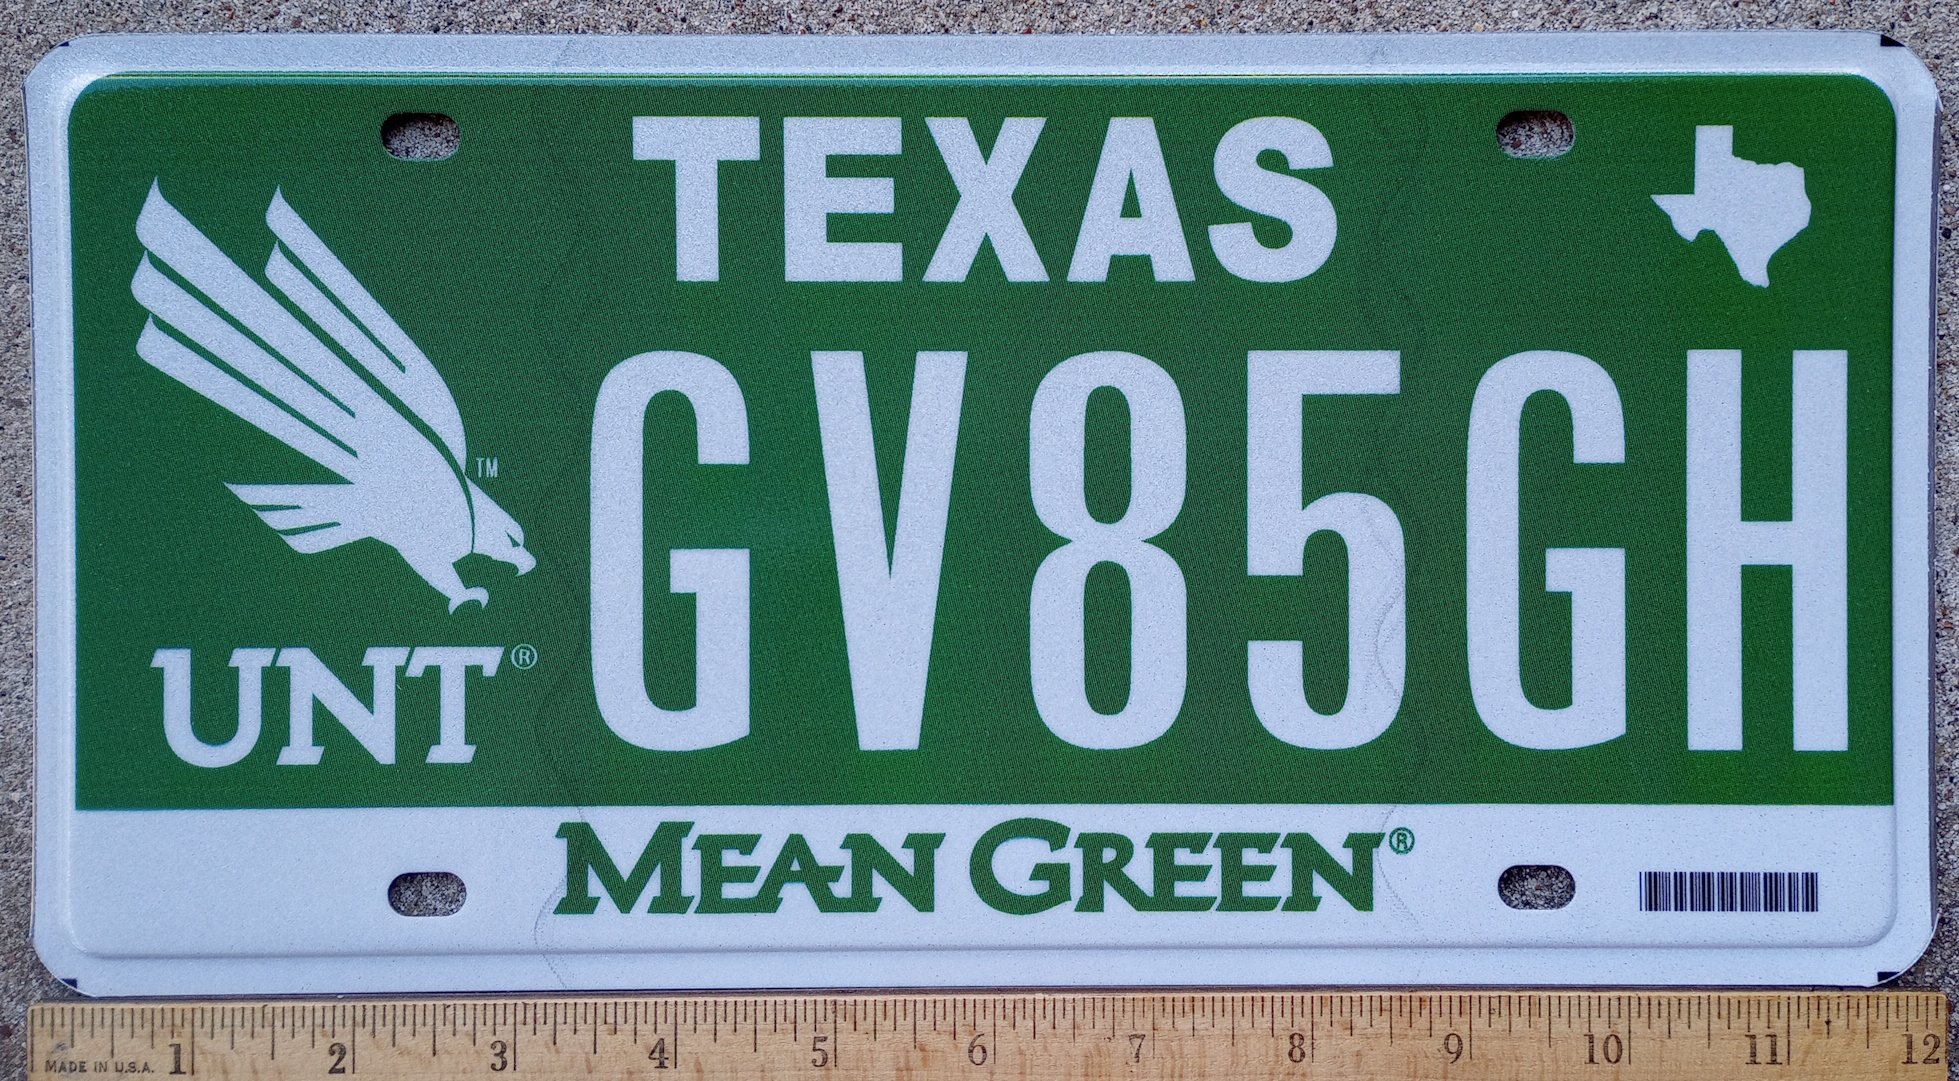 TEXAS
GV85GH
TM
UNT®
MEAN GREEN®
MADE IN U.S.A. 1 2 3 4 5 6 7 8 9 10 11 12